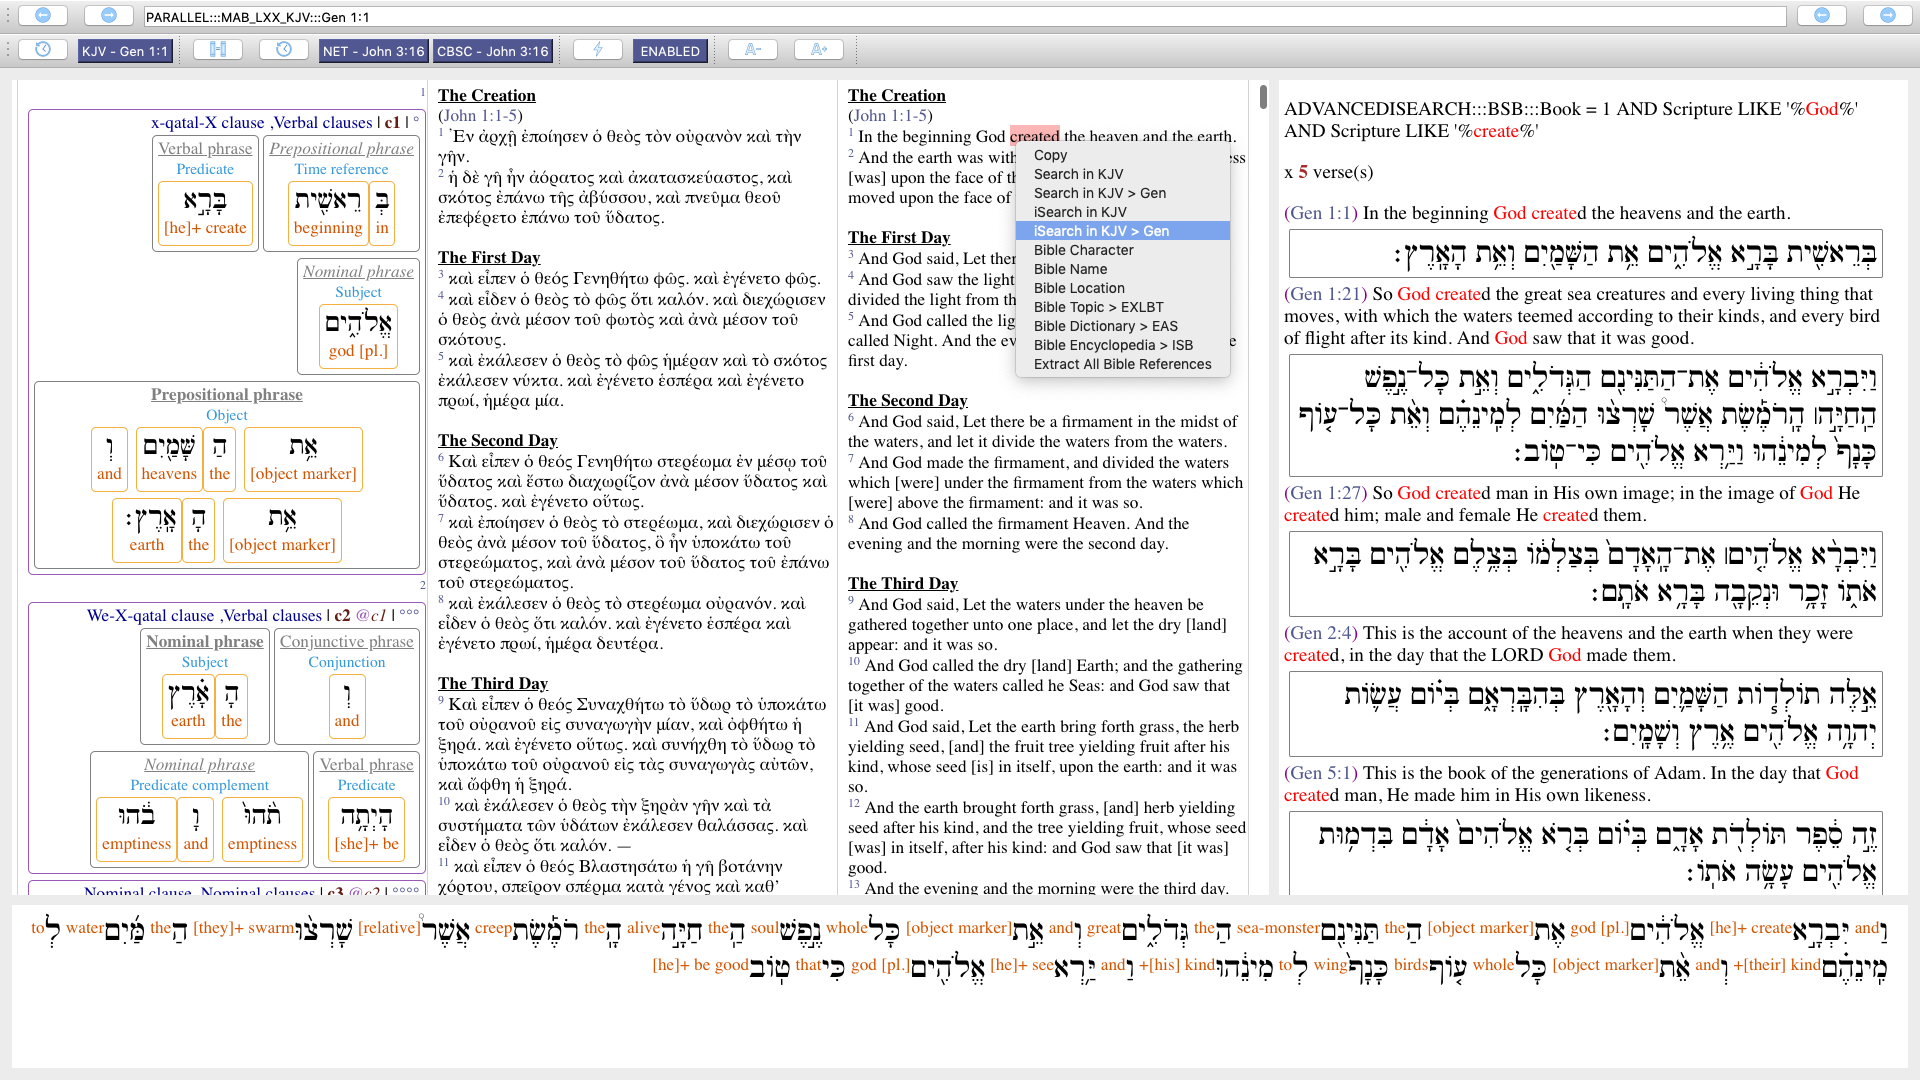 PARALLEL:::MAB_LXX_KJV:::Gen 1:1
KJV - Gen 1:1
NET - John 3:16
CBSC - John 3:16
ENABLED
A-
A+
1
x-qatal-X clause ,Verbal clauses | c1 | °
Prepositional phrase
Time reference
בְּ
in
רֵאשִׁ֖ית
beginning
Verbal phrase
Predicate
בָּרָ֣א
[he]+ create
Nominal phrase
Subject
אֱלֹהִ֑ים
god [pl.]
Prepositional phrase
Object
אֵ֥ת
[object marker]
הַ
the
שָּׁמַ֖יִם
heavens
וְ
and
אֵ֥ת
[object marker]
הָ
the
אָֽרֶץ׃
earth
2
We-X-qatal clause ,Verbal clauses | c2 @c1 | °°°
Conjunctive phrase
Conjunction
וְ
and
Nominal phrase
Subject
הָ
the
אָ֗רֶץ
earth
Verbal phrase
Predicate
הָיְתָ֥ה
[she]+ be
Nominal phrase
Predicate complement
תֹ֙הוּ֙
emptiness
וָ
and
בֹ֔הוּ
emptiness
Nominal clause, Nominal clauses | c3 @c2 | °°°°
The Creation
(John 1:1-5)
1 Ἐν ἀρχῇ ἐποίησεν ὁ θεὸς τὸν οὐρανὸν καὶ τὴν
γῆν.
2 ἡ δὲ γῆ ἦν ἀόρατος καὶ ἀκατασκεύαστος, καὶ
σκότος ἐπάνω τῆς ἀβύσσου, καὶ πνεῦμα θεοῦ
ἐπεφέρετο ἐπάνω τοῦ ὕδατος.
The First Day
3 καὶ εἶπεν ὁ θεός Γενηθήτω φῶς. καὶ ἐγένετο φῶς.
4 καὶ εἶδεν ὁ θεὸς τὸ φῶς ὅτι καλόν. καὶ διεχώρισεν
ὁ θεὸς ἀνὰ μέσον τοῦ φωτὸς καὶ ἀνὰ μέσον τοῦ
σκότους.
5 καὶ ἐκάλεσεν ὁ θεὸς τὸ φῶς ἡμέραν καὶ τὸ σκότος
ἐκάλεσεν νύκτα. καὶ ἐγένετο ἑσπέρα καὶ ἐγένετο
πρωί, ἡμέρα μία.
The Second Day
6 Καὶ εἶπεν ὁ θεός Γενηθήτω στερέωμα ἐν μέσῳ τοῦ
ὕδατος καὶ ἔστω διαχωρίζον ἀνὰ μέσον ὕδατος καὶ
ὕδατος. καὶ ἐγένετο οὕτως.
7 καὶ ἐποίησεν ὁ θεὸς τὸ στερέωμα, καὶ διεχώρισεν ὁ
θεὸς ἀνὰ μέσον τοῦ ὕδατος, ὃ ἦν ὑποκάτω τοῦ
στερεώματος, καὶ ἀνὰ μέσον τοῦ ὕδατος τοῦ ἐπάνω
τοῦ στερεώματος.
8 καὶ ἐκάλεσεν ὁ θεὸς τὸ στερέωμα οὐρανόν. καὶ
εἶδεν ὁ θεὸς ὅτι καλόν. καὶ ἐγένετο ἑσπέρα καὶ
ἐγένετο πρωί, ἡμέρα δευτέρα.
The Third Day
9 Καὶ εἶπεν ὁ θεός Συναχθήτω τὸ ὕδωρ τὸ ὑποκάτω
τοῦ οὐρανοῦ εἰς συναγωγὴν μίαν, καὶ ὀφθήτω ἡ
ξηρά. καὶ ἐγένετο οὕτως. καὶ συνήχθη τὸ ὕδωρ τὸ
ὑποκάτω τοῦ οὐρανοῦ εἰς τὰς συναγωγὰς αὐτῶν,
καὶ ὤφθη ἡ ξηρά.
10 καὶ ἐκάλεσεν ὁ θεὸς τὴν ξηρὰν γῆν καὶ τὰ
συστήματα τῶν ὑδάτων ἐκάλεσεν θαλάσσας. καὶ
εἶδεν ὁ θεὸς ὅτι καλόν. —
11 καὶ εἶπεν ὁ θεός Βλαστησάτω ἡ γῆ βοτάνην
χόρτου, σπεῖρον σπέρμα κατὰ γένος καὶ καθ’
The Creation
(John 1:1-5)
1 In the beginning God created the heaven and the earth.
2 And the earth was with ess
[was] upon the face of th
moved upon the face of
The First Day
3 And God said, Let ther
4 And God saw the light
divided the light from th
5 And God called the lig
called Night. And the ev e
first day.
Copy
Search in KJV
Search in KJV > Gen
iSearch in KJV
iSearch in KJV > Gen
Bible Character
Bible Name
Bible Location
Bible Topic > EXLBT
Bible Dictionary > EAS
Bible Encyclopedia > ISB
Extract All Bible References
The Second Day
6 And God said, Let there be a firmament in the midst of
the waters, and let it divide the waters from the waters.
7 And God made the firmament, and divided the waters
which [were] under the firmament from the waters which
[were] above the firmament: and it was so.
8 And God called the firmament Heaven. And the
evening and the morning were the second day.
The Third Day
9 And God said, Let the waters under the heaven be
gathered together unto one place, and let the dry [land]
appear: and it was so.
10 And God called the dry [land] Earth; and the gathering
together of the waters called he Seas: and God saw that
[it was] good.
11 And God said, Let the earth bring forth grass, the herb
yielding seed, [and] the fruit tree yielding fruit after his
kind, whose seed [is] in itself, upon the earth: and it was
so.
12 And the earth brought forth grass, [and] herb yielding
seed after his kind, and the tree yielding fruit, whose seed
[was] in itself, after his kind: and God saw that [it was]
good.
13 And the evening and the morning were the third day.
ADVANCEDISEARCH:::BSB:::Book = 1 AND Scripture LIKE '%God%'
AND Scripture LIKE '%create%'
x 5 verse(s)
(Gen 1:1) In the beginning God created the heavens and the earth.
בְּרֵאשִׁ֖ית בָּרָ֣א אֱלֹהִ֑ים אֵ֥ת הַשָּׁמַ֖יִם וְאֵ֥ת הָאָֽרֶץ׃
(Gen 1:21) So God created the great sea creatures and every living thing that
moves, with which the waters teemed according to their kinds, and every bird
of flight after its kind. And God saw that it was good.
וַיִּבְרָ֣א אֱלֹהִ֔ים אֶת־הַתַּנִּינִ֖ם הַגְּדֹלִ֑ים וְאֵ֣ת כָּל־נֶ֣פֶשׁ
הַֽחַיָּ֣ה׀ הָֽרֹמֶ֡שֶׂת אֲשֶׁר֩ שָׁרְצ֨וּ הַמַּ֜יִם לְמִֽינֵהֶ֗ם וְאֵ֨ת כָּל־ע֤וֹף
כָּנָף֙ לְמִינֵ֔הוּ וַיַּ֥רְא אֱלֹהִ֖ים כִּי־טֽוֹב׃
(Gen 1:27) So God created man in His own image; in the image of God He
created him; male and female He created them.
וַיִּבְרָ֨א אֱלֹהִ֤ים׀ אֶת־הָֽאָדָם֙ בְּצַלְמ֔וֹ בְּצֶ֥לֶם אֱלֹהִ֖ים בָּרָ֣א
אֹת֑וֹ זָכָ֥ר וּנְקֵבָ֖ה בָּרָ֥א אֹתָֽם׃
(Gen 2:4) This is the account of the heavens and the earth when they were
created, in the day that the LORD God made them.
אֵ֣לֶּה תוֹלְד֧וֹת הַשָּׁמַ֛יִם וְהָאָ֖רֶץ בְּהִבָּֽרְאָ֑ם בְּי֗וֹם עֲשׂ֛וֹת
יְהוָ֥ה אֱלֹהִ֖ים אֶ֥רֶץ וְשָׁמָֽיִם׃
(Gen 5:1) This is the book of the generations of Adam. In the day that God
created man, He made him in His own likeness.
זֶ֣ה סֵ֔פֶר תּוֹלְדֹ֖ת אָדָ֑ם בְּי֗וֹם בְּרֹ֤א אֱלֹהִים֙ אָדָ֔ם בִּדְמ֥וּת
אֱלֹהִ֖ים עָשָׂ֥ה אֹתֽוֹ׃
וַ and יִּבְרָ֣א [he]+ create אֱלֹהִ֔ים god [pl.] אֶת [object marker] הַ the תַּנִּינִ֖ם sea-monster הַ the גְּדֹלִ֑ים great וְ and אֵ֣ת [object marker] כָּל whole נֶ֣פֶשׁ soul הַֽ the חַיָּ֣ה alive הָֽ the רֹמֶ֡שֶׂת creep אֲשֶׁר֩ [relative] שָׁרְצ֨וּ [they]+ swarm הַ the מַּ֜יִם water לְ to
מִֽינֵהֶ֗ם kind +[their] וְ and אֵ֨ת [object marker] כָּל whole ע֤וֹף birds כָּנָף֙ wing לְ to מִינֵ֔הוּ kind +[his] וַ and יַּ֥רְא [he]+ see אֱלֹהִ֖ים god [pl.] כִּי that טֽוֹב [he]+ be good